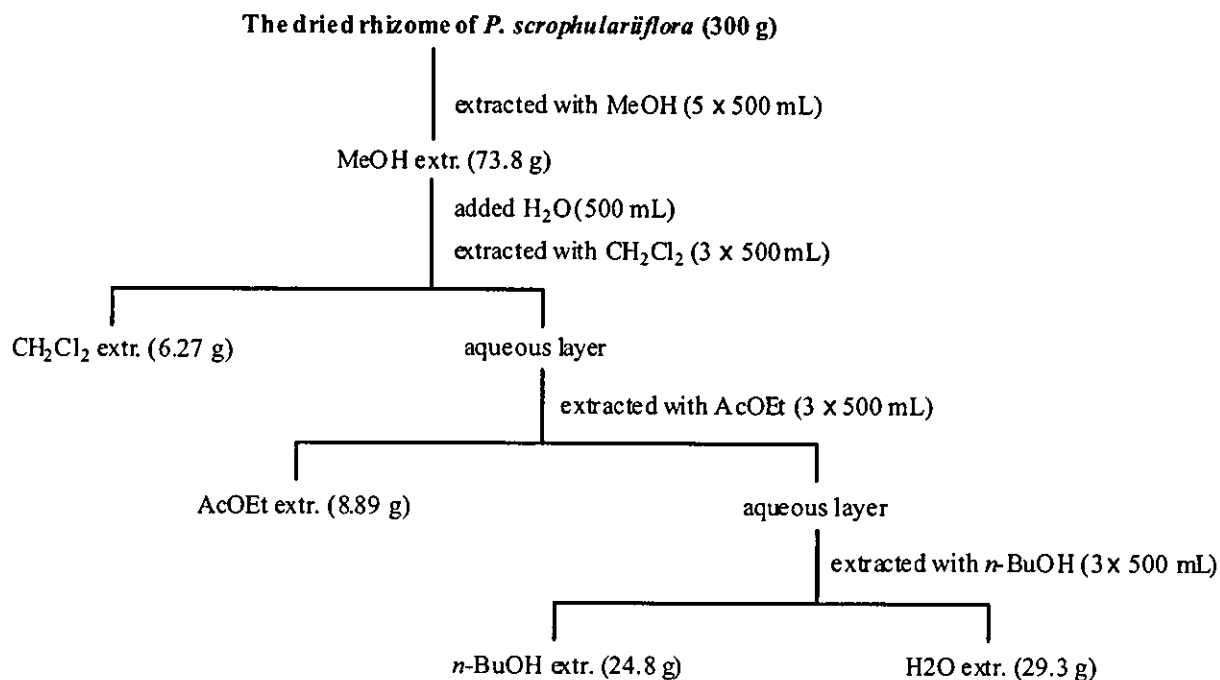 The dried rhizome of P. scrophulariiflora (300 g)
extracted with MeOH (5 x 500 mL)
MeOH extr. (73.8 g)
added H₂O (500 mL)
extracted with CH₂Cl₂ (3 x 500 mL)
CH₂Cl₂ extr. (6.27 g)
aqueous layer
extracted with AcOEt (3 x 500 mL)
AcOEt extr. (8.89 g)
aqueous layer
extracted with n-BuOH (3 x 500 mL)
n-BuOH extr. (24.8 g)
H2O extr. (29.3 g)